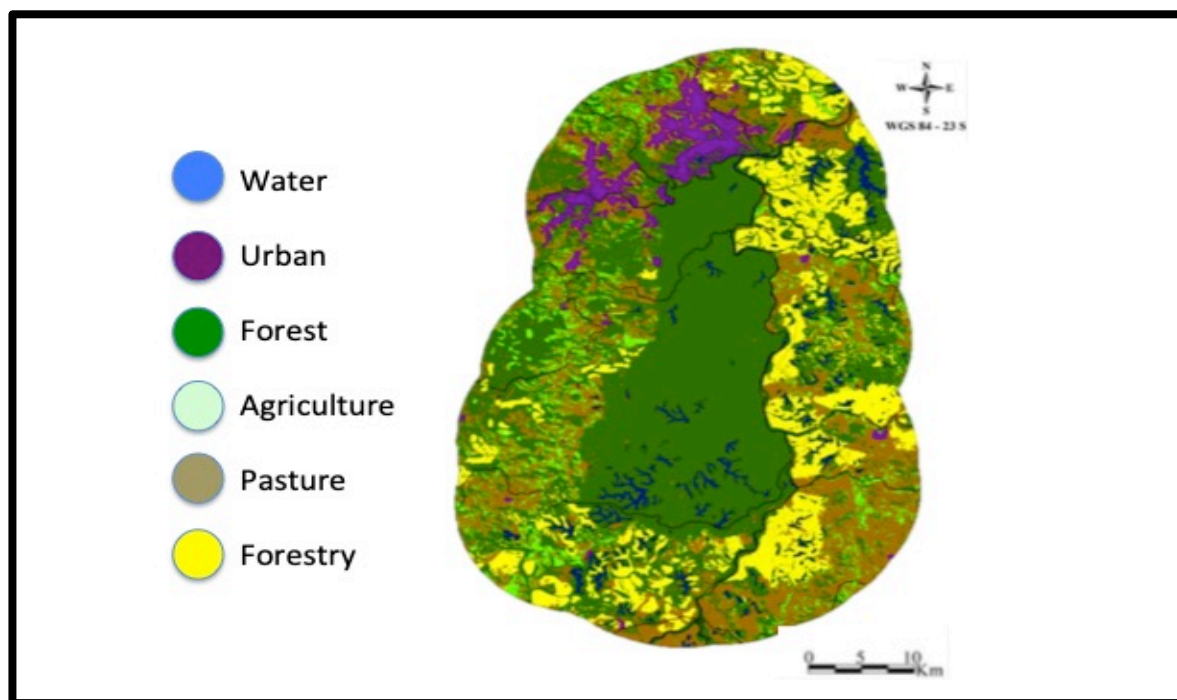 N
W E
S
WGS 84 - 23 S
Water
Urban
Forest
Agriculture
Pasture
Forestry
0 5 10
Km